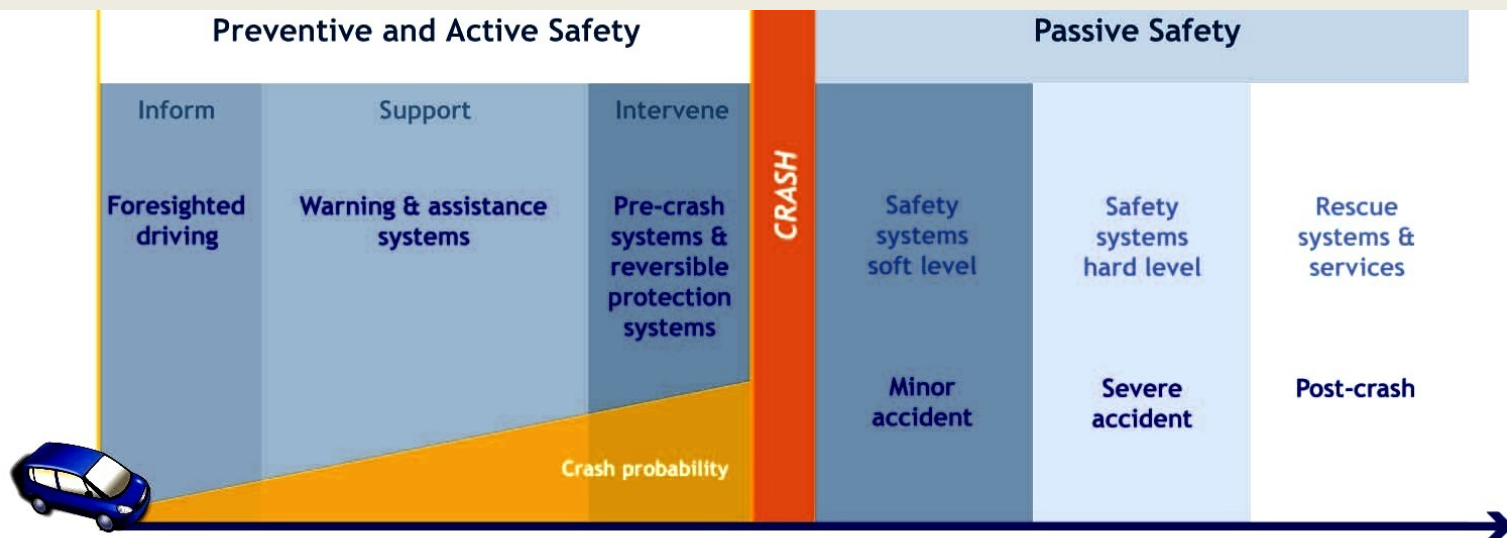 Preventive and Active Safety
Passive Safety
Inform
Support
Intervene
Foresighted
driving
Warning & assistance
systems
Pre-crash
systems &
reversible
protection
systems
CRASH
Safety
systems
soft level
Safety
systems
hard level
Rescue
systems &
services
Minor
accident
Severe
accident
Post-crash
Crash probability